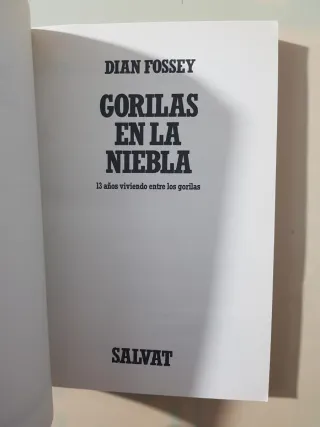 DIAN FOSSEY
GORILAS
EN LA
NIEBLA
13 años viviendo entre los gorilas
SALVAT